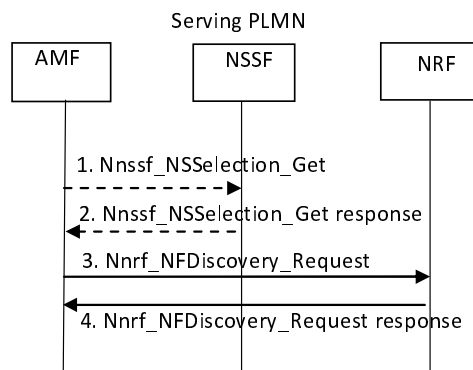 Serving PLMN
AMF
NSSF
NRF
1. Nnssf_NSSelection_Get
2. Nnssf_NSSelection_Get response
3. Nnrf_NFDiscovery_Request
4. Nnrf_NFDiscovery_Request response